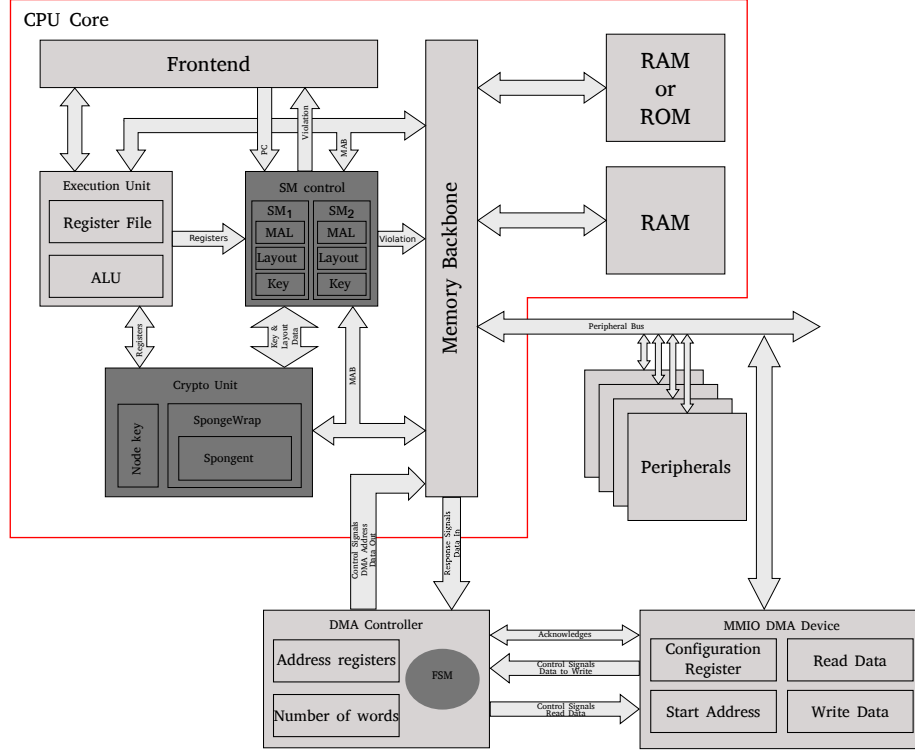 CPU Core
Frontend
RAM
or
ROM
PC
Violation
MAB
Execution Unit
Register File
ALU
Registers
SM control
SM1
MAL
Layout
Key
SM2
MAL
Layout
Key
Violation
Memory Backbone
RAM
Registers
Key &
Layout
Data
MAB
Peripheral Bus
Crypto Unit
Node key
SpongeWrap
Spongent
Peripherals
Control Signals
DMA Address
Data Out
Response Signals
Data In
DMA Controller
Address registers
Number of words
FSM
Acknowledges
Control Signals
Data to Write
Control Signals
Read Data
MMIO DMA Device
Configuration
Register
Read Data
Start Address
Write Data